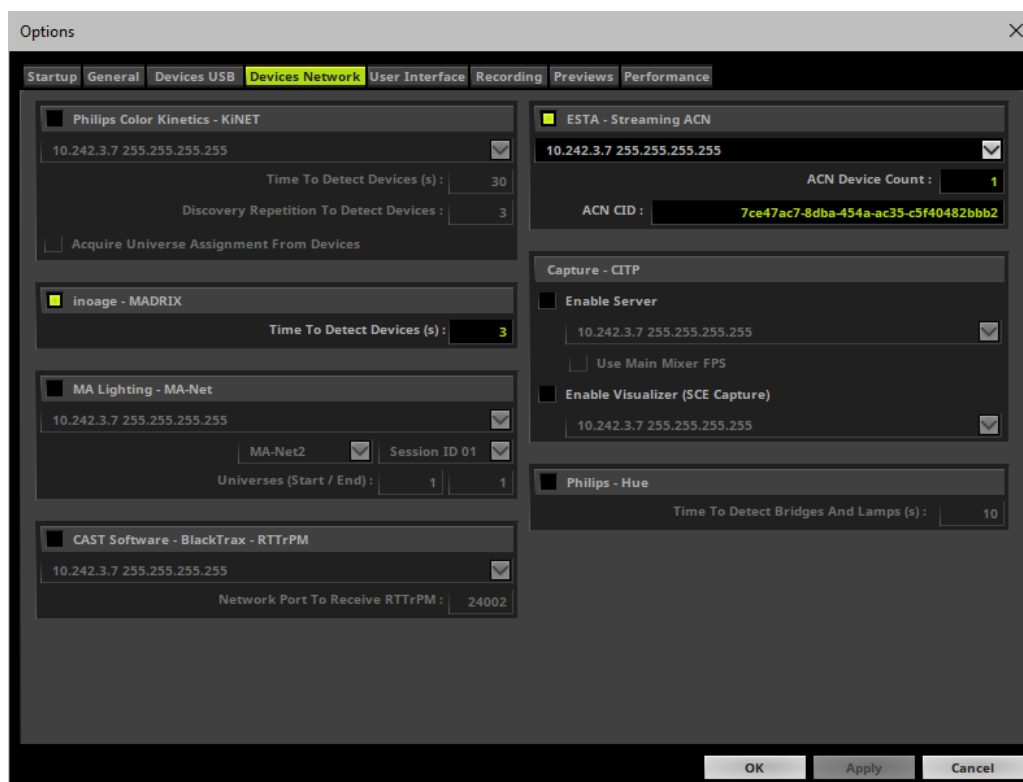 Options
Startup General Devices USB Devices Network User Interface Recording Previews Performance
Philips Color Kinetics - KiNET
10.242.3.7 255.255.255.255
Time To Detect Devices (s) : 30
Discovery Repetition To Detect Devices : 3
Acquire Universe Assignment From Devices
inoage - MADRIX
Time To Detect Devices (s) : 3
MA Lighting - MA-Net
10.242.3.7 255.255.255.255
MA-Net2 Session ID 01
Universes (Start / End) : 1 1
CAST Software - BlackTrax - RTTrPM
10.242.3.7 255.255.255.255
Network Port To Receive RTTrPM : 24002
ESTA - Streaming ACN
10.242.3.7 255.255.255.255
ACN Device Count : 1
ACN CID : 7ce47ac7-8dba-454a-ac35-c5f40482bbb2
Capture - CITP
Enable Server
10.242.3.7 255.255.255.255
Use Main Mixer FPS
Enable Visualizer (SCE Capture)
10.242.3.7 255.255.255.255
Philips - Hue
Time To Detect Bridges And Lamps (s) : 10
OK Apply Cancel